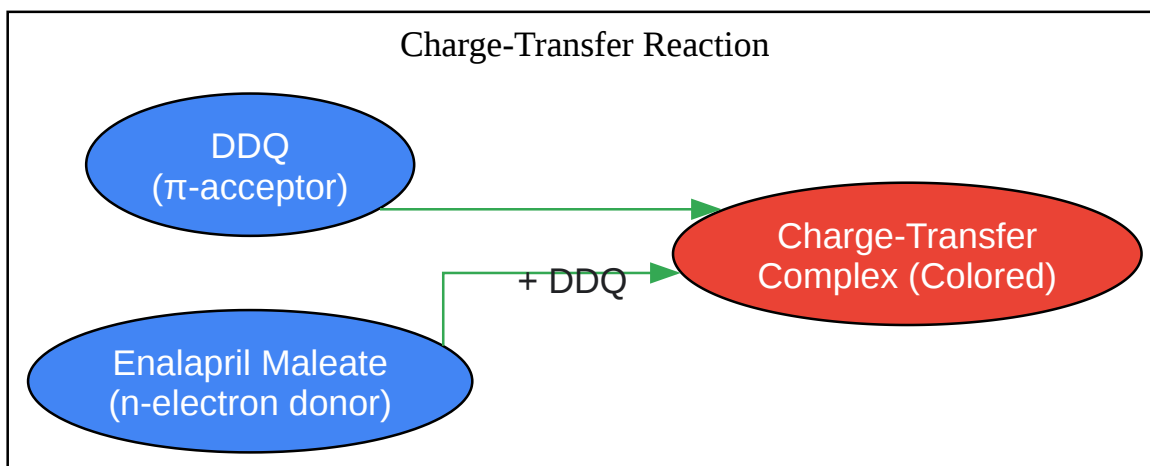 Charge-Transfer Reaction
DDQ
(π-acceptor)
Charge-Transfer
Complex (Colored)
+ DDQ
Enalapril Maleate
(n-electron donor)